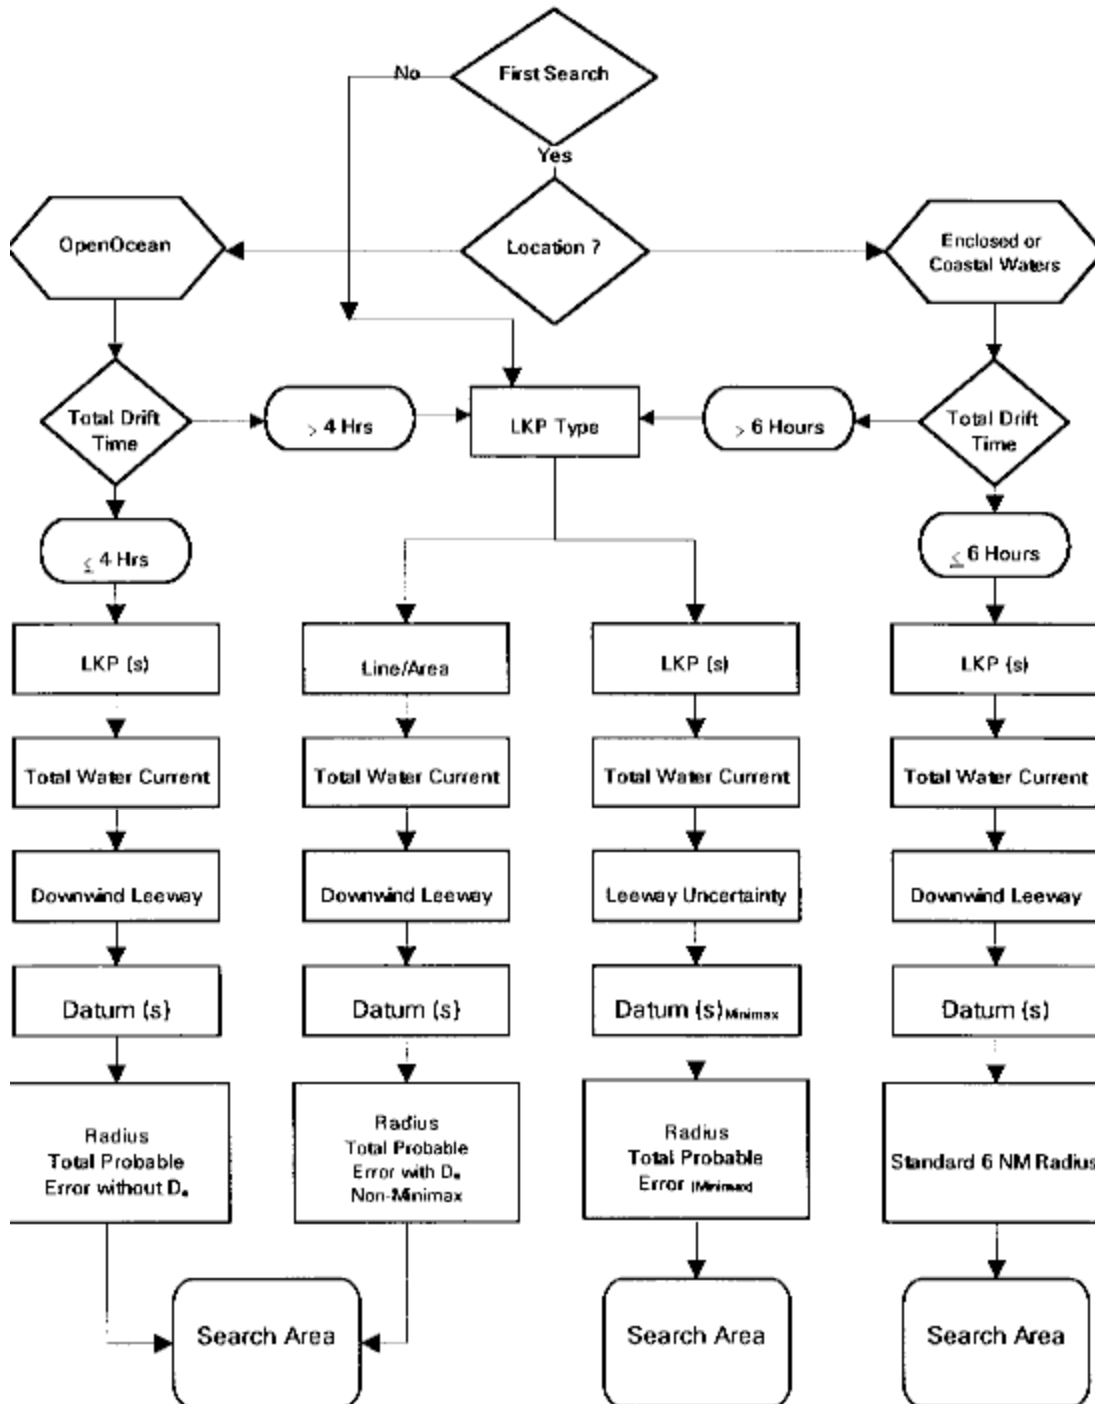 First Search
No
Yes
OpenOcean
Location ?
Enclosed or
Coastal Waters
Total Drift
Time
> 4 Hrs
LKP Type
> 6 Hours
Total Drift
Time
≤ 4 Hrs
≤ 6 Hours
LKP (s)
Line/Area
LKP (s)
LKP (s)
Total Water Current
Total Water Current
Total Water Current
Total Water Current
Downwind Leeway
Downwind Leeway
Leeway Uncertainty
Downwind Leeway
Datum (s)
Datum (s)
Datum (s) Minimax
Datum (s)
Radius
Total Probable
Error without De
Radius
Total Probable
Error with De
Non-Minimax
Radius
Total Probable
Error (Minimax)
Standard 6 NM Radius
Search Area
Search Area
Search Area